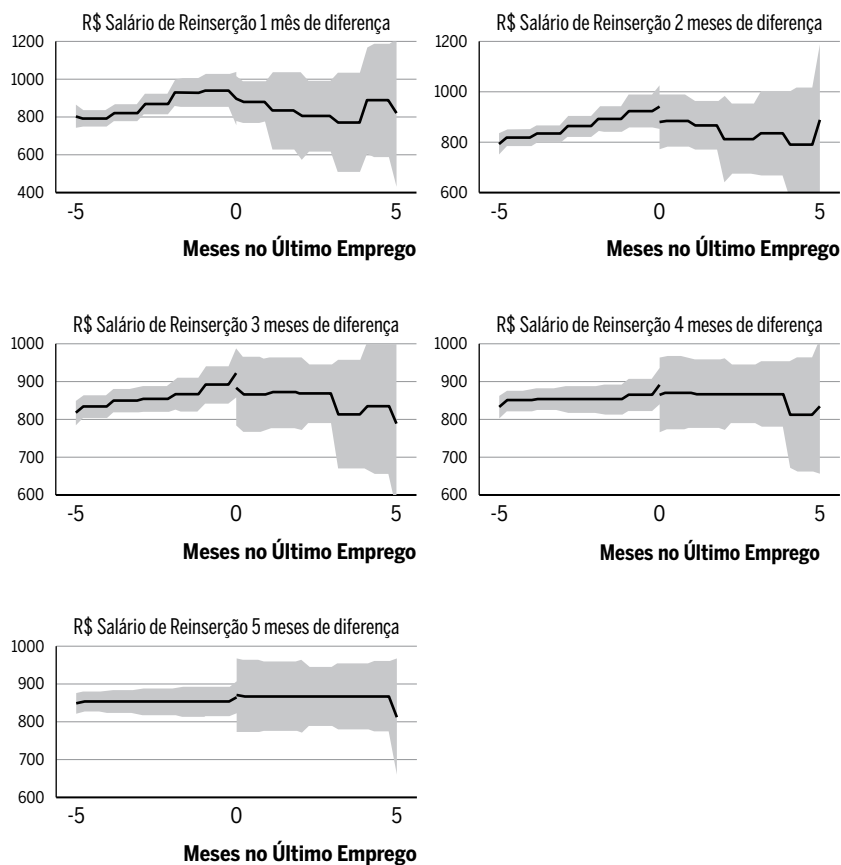 R$ Salário de Reinserção 1 mês de diferença
1200
1000
800
600
400
-5 0 5
Meses no Último Emprego
R$ Salário de Reinserção 2 meses de diferença
1200
1000
800
600
-5 0 5
Meses no Último Emprego
R$ Salário de Reinserção 3 meses de diferença
1000
900
800
700
600
-5 0 5
Meses no Último Emprego
R$ Salário de Reinserção 4 meses de diferença
1000
900
800
700
600
-5 0 5
Meses no Último Emprego
R$ Salário de Reinserção 5 meses de diferença
1000
900
800
700
600
-5 0 5
Meses no Último Emprego